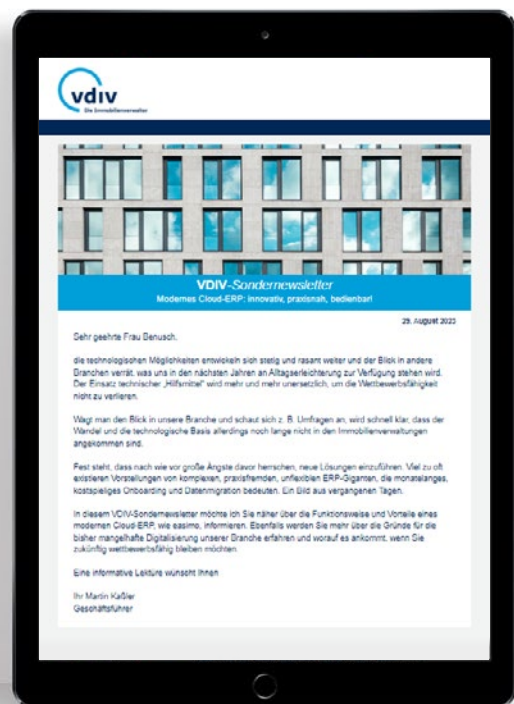 vdiv
Die Immobilienverwalter
VDIV-Sondernewsletter
Modernes Cloud-ERP: innovativ, praxisnah, bedienbar!
29. August 2023
Sehr geehrte Frau Benusch,
die technologischen Möglichkeiten entwickeln sich stetig und rasant weiter und der Blick in andere
Branchen verrät, was uns in den nächsten Jahren an Alltagserleichterung zur Verfügung stehen wird.
Der Einsatz technischer „Hilfsmittel" wird mehr und mehr unersetzlich, um die Wettbewerbsfähigkeit
nicht zu verlieren.
Wagt man den Blick in unsere Branche und schaut sich z. B. Umfragen an, wird schnell klar, dass der
Wandel und die technologische Basis allerdings noch lange nicht in den Immobilienverwaltungen
angekommen sind.
Fest steht, dass nach wie vor große Ängste davor herrschen, neue Lösungen einzuführen. Viel zu oft
existieren Vorstellungen von komplexen, praxisfremden, unflexiblen ERP-Giganten, die monatelanges,
kostspieliges Onboarding und Datenmigration bedeuten. Ein Bild aus vergangenen Tagen.
In diesem VDIV-Sondernewsletter möchte ich Sie näher über die Funktionsweise und Vorteile eines
modernen Cloud-ERP, wie easimo, informieren. Ebenfalls werden Sie mehr über die Gründe für die
bisher mangelhafte Digitalisierung unserer Branche erfahren und worauf es ankommt, wenn Sie
zukünftig wettbewerbsfähig bleiben möchten.
Eine informative Lektüre wünscht Ihnen
Ihr Martin Kaßler
Geschäftsführer